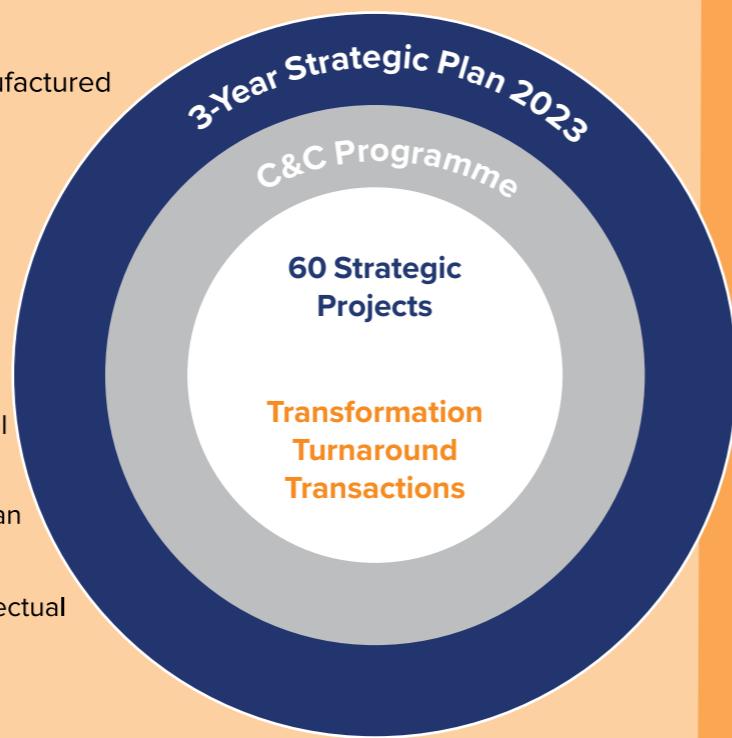 ufactured
l
an
ectual
3-Year Strategic Plan 2023
C&C Programme
60 Strategic
Projects
Transformation
Turnaround
Transactions